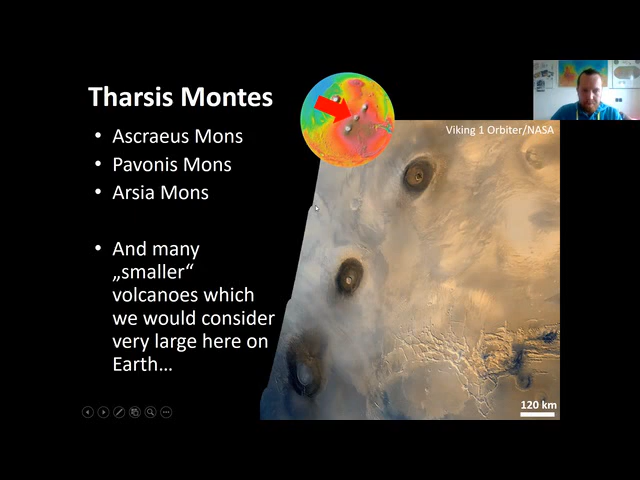 Tharsis Montes
• Ascraeus Mons
• Pavonis Mons
• Arsia Mons
• And many
„smaller“
volcanoes which
we would consider
very large here on
Earth...
Viking 1 Orbiter/NASA
120 km